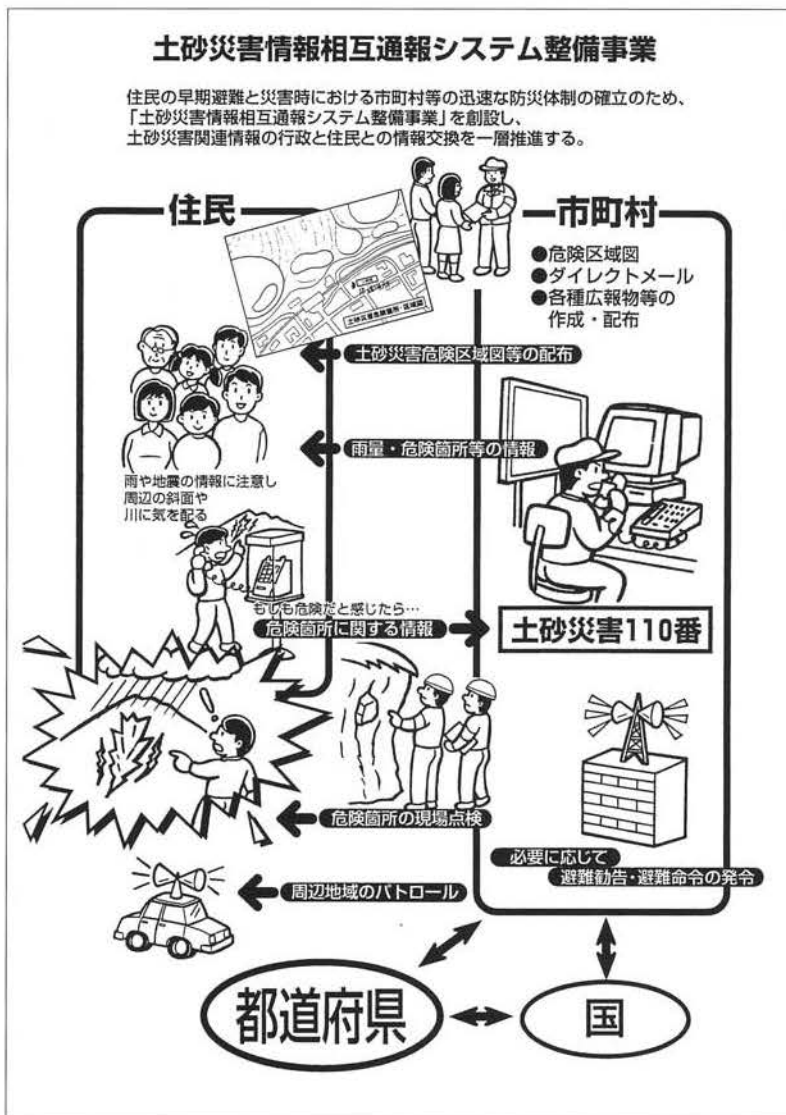 土砂災害情報相互通報システム整備事業
住民の早期避難と災害時における市町村等の迅速な防災体制の確立のため、
「土砂災害情報相互通報システム整備事業」を創設し、
土砂災害関連情報の行政と住民との情報交換を一層推進する。
住民
市町村
●危険区域図
●ダイレクトメール
●各種広報物等の
作成・配布
土砂災害危険箇所・区域図
土砂災害危険区域図等の配布
雨量・危険箇所等の情報
雨や地震の情報に注意し
周辺の斜面や
川に気を配る
もしも危険だと感じたら…
危険箇所に関する情報
土砂災害110番
危険箇所の現場点検
必要に応じて
避難勧告・避難命令の発令
周辺地域のパトロール
都道府県
国